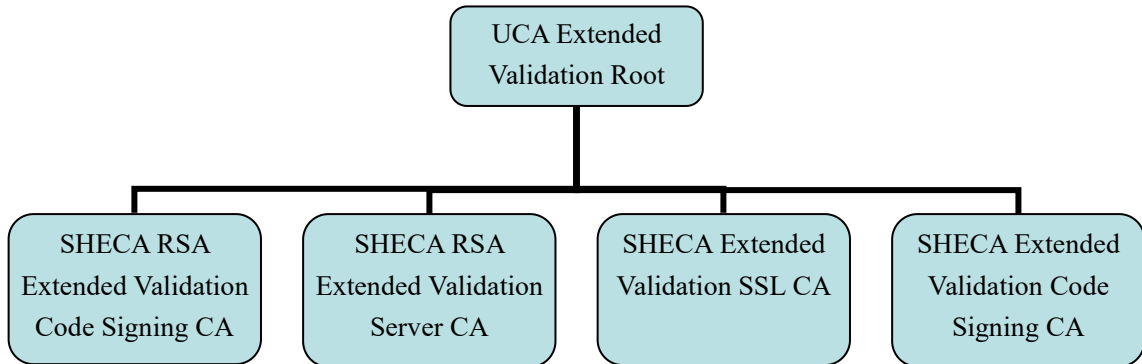 UCA Extended
Validation Root
SHECA RSA
Extended Validation
Code Signing CA
SHECA RSA
Extended Validation
Server CA
SHECA Extended
Validation SSL CA
SHECA Extended
Validation Code
Signing CA